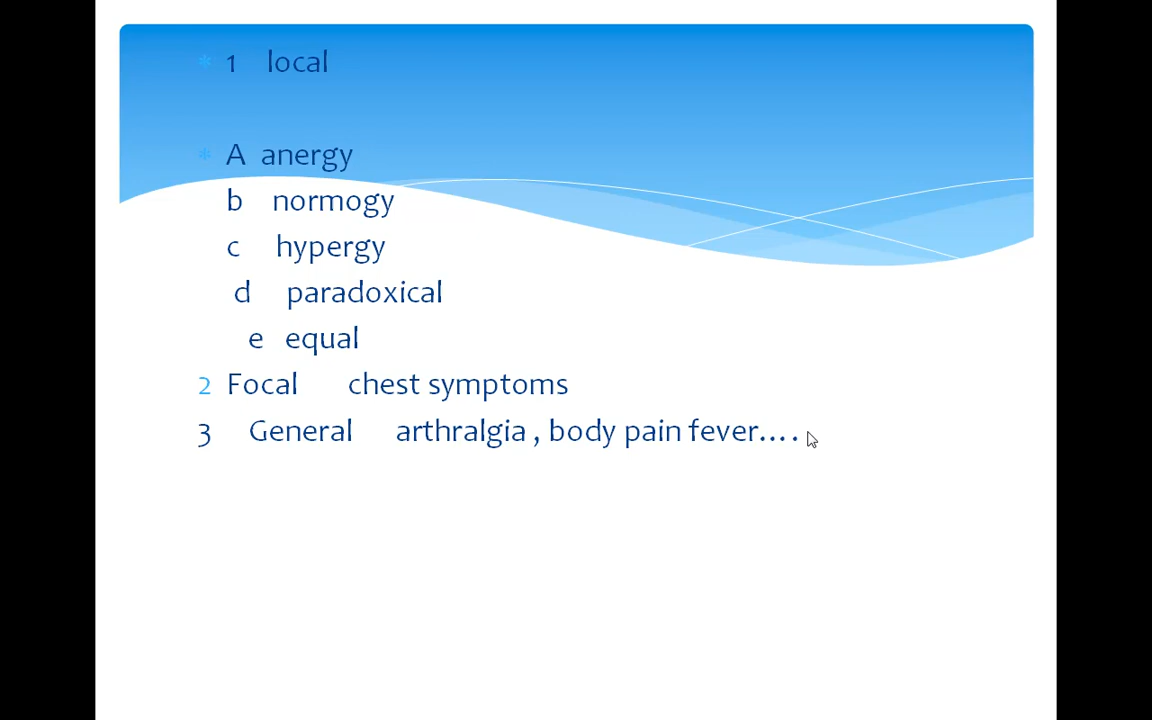 * 1 local
* A anergy
b normogy
c hypergy
d paradoxical
e equal
2 Focal chest symptoms
3 General arthralgia , body pain fever....